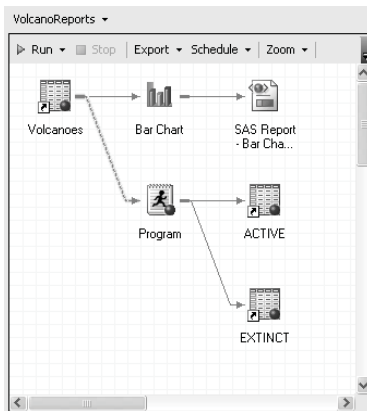 VolcanoReports
Run Stop Export Schedule Zoom
Volcanoes
Bar Chart
SAS Report
- Bar Cha...
Program
ACTIVE
EXTINCT